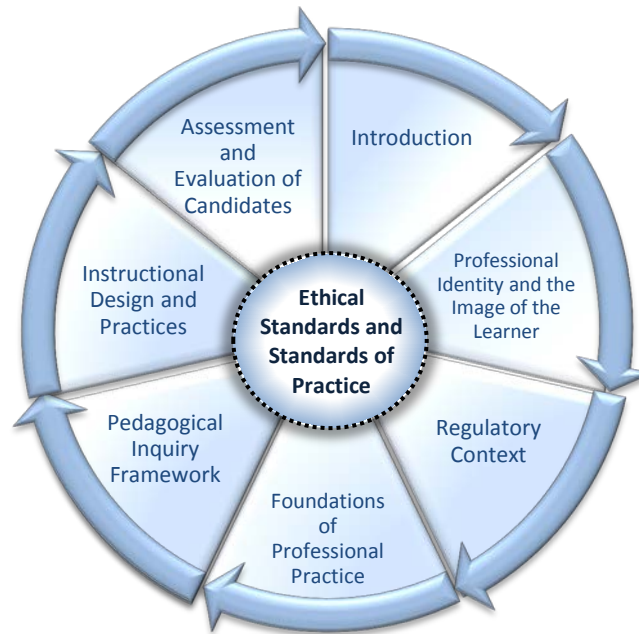 Introduction
Professional
Identity and the
Image of the
Learner
Regulatory
Context
Foundations
of
Professional
Practice
Pedagogical
Inquiry
Framework
Instructional
Design and
Practices
Assessment
and
Evaluation of
Candidates
Ethical
Standards and
Standards of
Practice